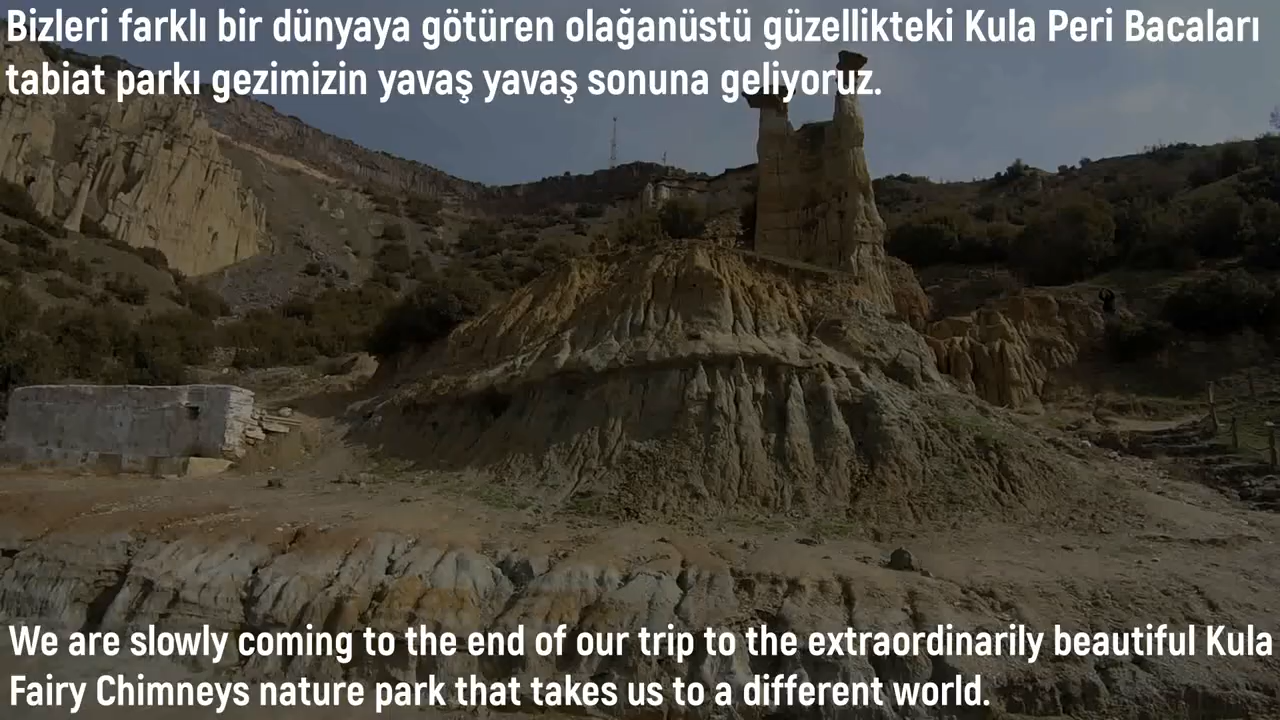 Bizleri farklı bir dünyaya götüren olağanüstü güzellikteki Kula Peri Bacaları
tabiat parkı gezimizin yavaş yavaş sonuna geliyoruz.
We are slowly coming to the end of our trip to the extraordinarily beautiful Kula
Fairy Chimneys nature park that takes us to a different world.